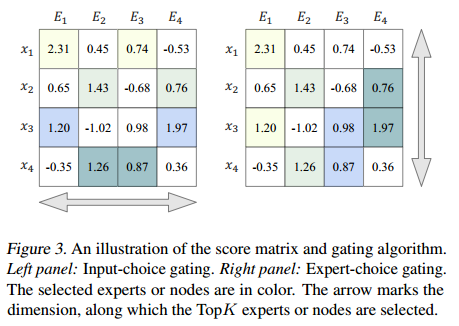 E1 E2 E3 E4 E1 E2 E3 E4
x1 2.31 0.45 0.74 -0.53 x1 2.31 0.45 0.74 -0.53
x2 0.65 1.43 -0.68 0.76 x2 0.65 1.43 -0.68 0.76
x3 1.20 -1.02 0.98 1.97 x3 1.20 -1.02 0.98 1.97
x4 -0.35 1.26 0.87 0.36 x4 -0.35 1.26 0.87 0.36
Figure 3. An illustration of the score matrix and gating algorithm.
Left panel: Input-choice gating. Right panel: Expert-choice gating.
The selected experts or nodes are in color. The arrow marks the
dimension, along which the TopK experts or nodes are selected.